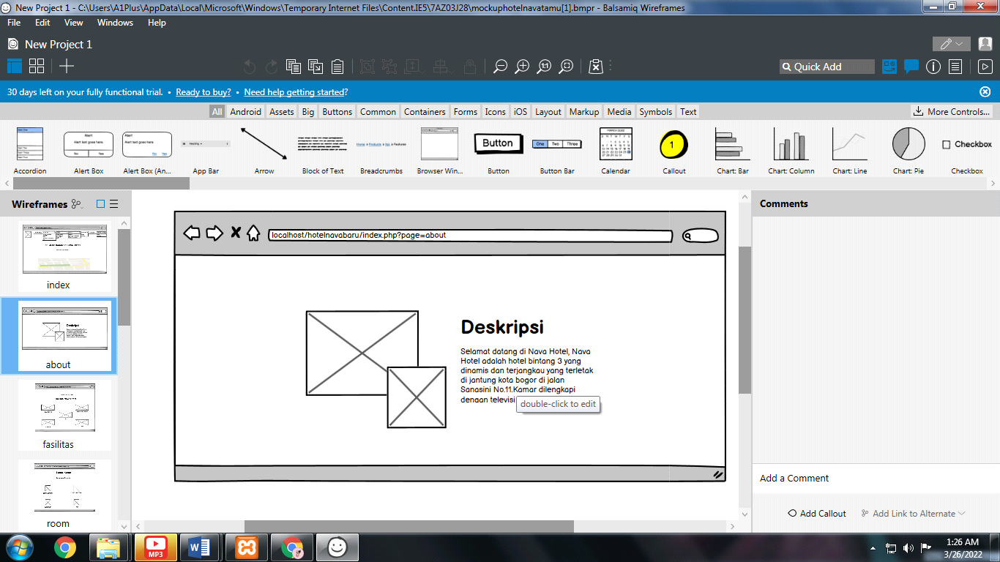 New Project 1 - C:\Users\A1Plus\AppData\Local\Microsoft\Windows\Temporary Internet Files\Content.IE5\7AZ03J28\mockuphotelnavatamu[1].bmpr - Balsamiq Wireframes
File Edit View Windows Help
New Project 1
Quick Add
30 days left on your fully functional trial. • Ready to buy? • Need help getting started?
All Android Assets Big Buttons Common Containers Forms Icons iOS Layout Markup Media Symbols Text More Controls...
Button
One Two Three
1
Checkbox
Accordion Alert Box Alert Box (An... App Bar Arrow Block of Text Breadcrumbs Browser Win... Button Button Bar Calendar Callout Chart: Bar Chart: Column Chart: Line Chart: Pie Checkbox
Wireframes
index
about
fasilitas
room
localhost/hotelnavabaru/index.php?page=about
Deskripsi
Selamat datang di Nava Hotel, Nava
Hotel adalah hotel bintang 3 yang
dinamis dan terjangkau yang terletak
di jantung kota bogor di jalan
Sanasini No.11.Kamar dilengkapi
dengan televisi
double-click to edit
Comments
Add a Comment
Add Callout Add Link to Alternate
MP3
1:26 AM
3/26/2022